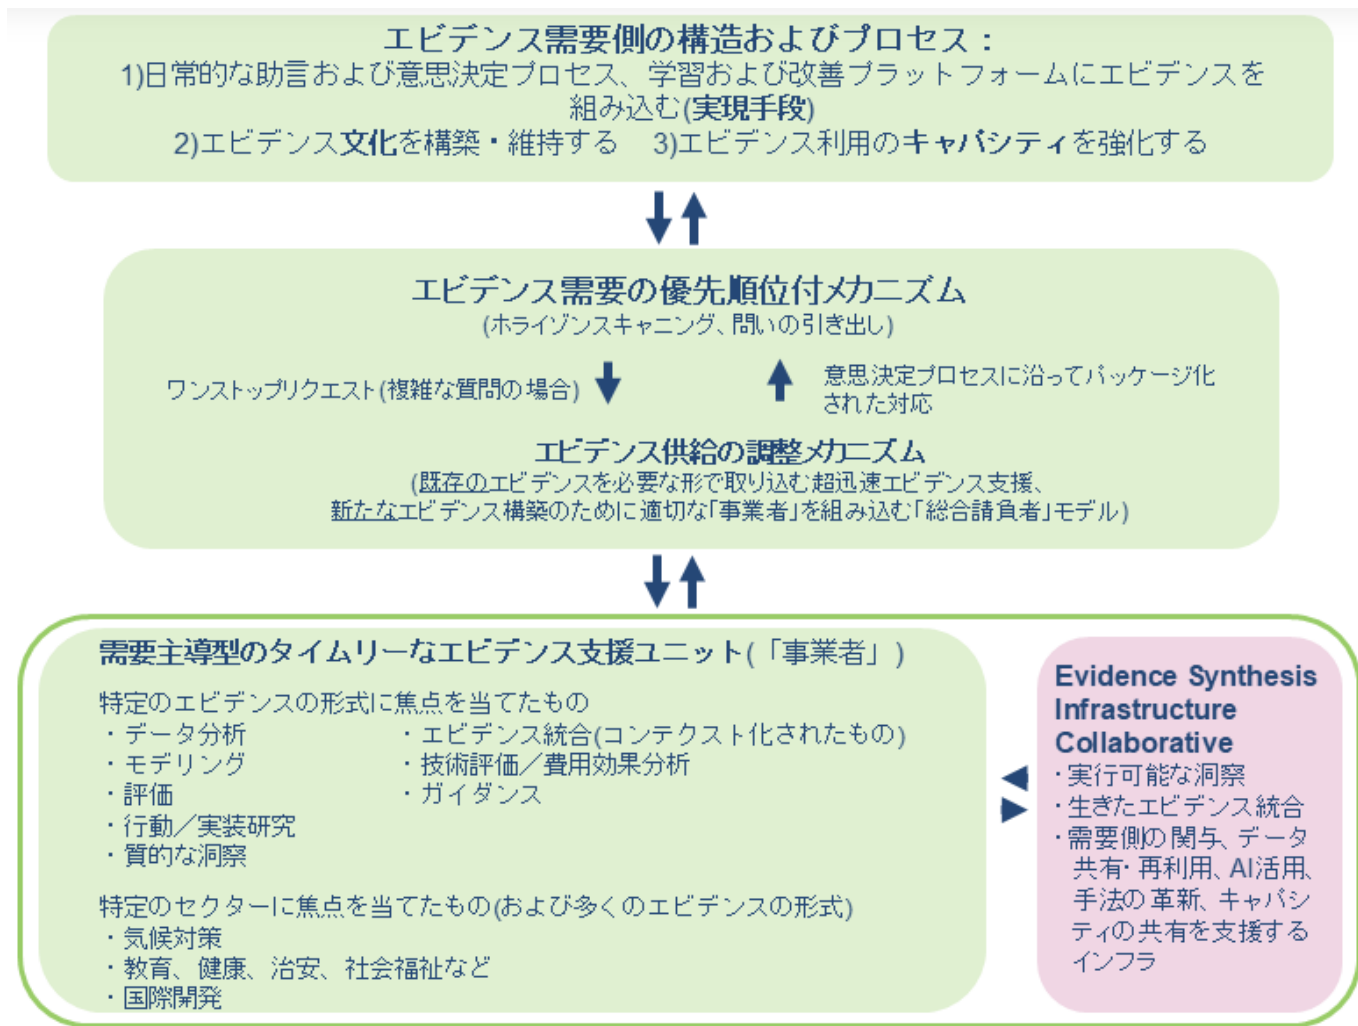 エビデンス需要側の構造およびプロセス：
1)日常的な助言および意思決定プロセス、学習および改善プラットフォームにエビデンスを
組み込む(実現手段)
2)エビデンス文化を構築・維持する　3)エビデンス利用のキャパシティを強化する
エビデンス需要の優先順位付メカニズム
(ホライゾンスキャニング、問いの引き出し)
ワンストップリクエスト(複雑な質問の場合)
意思決定プロセスに沿ってパッケージ化
された対応
エビデンス供給の調整メカニズム
(既存のエビデンスを必要な形で取り込む超迅速エビデンス支援、
新たなエビデンス構築のために適切な「事業者」を組み込む「総合請負者」モデル)
需要主導型のタイムリーなエビデンス支援ユニット(「事業者」)
特定のエビデンスの形式に焦点を当てたもの
・データ分析
・モデリング
・評価
・行動／実装研究
・質的な洞察
・エビデンス統合(コンテクスト化されたもの)
・技術評価／費用効果分析
・ガイダンス
特定のセクターに焦点を当てたもの(および多くのエビデンスの形式)
・気候対策
・教育、健康、治安、社会福祉など
・国際開発
Evidence Synthesis
Infrastructure
Collaborative
・実行可能な洞察
・生きたエビデンス統合
・需要側の関与、データ
共有・再利用、AI活用、
手法の革新、キャパシ
ティの共有を支援する
インフラ